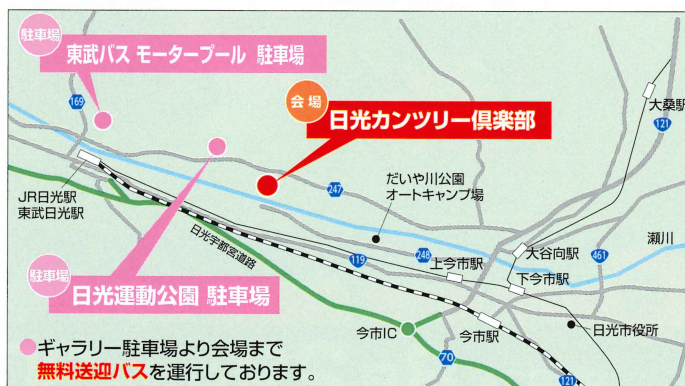 駐車場
東武バス モータープール 駐車場
169
会場
日光カンツリー倶楽部
大桑駅
121
JR日光駅
東武日光駅
247
だいや川公園
オートキャンプ場
日光宇都宮道路
119
248
上今市駅
大谷向駅
下今市駅
461
瀬川
駐車場
日光運動公園 駐車場
今市IC
今市駅
日光市役所
70
121
ギャラリー駐車場より会場まで
無料送迎バスを運行しております。